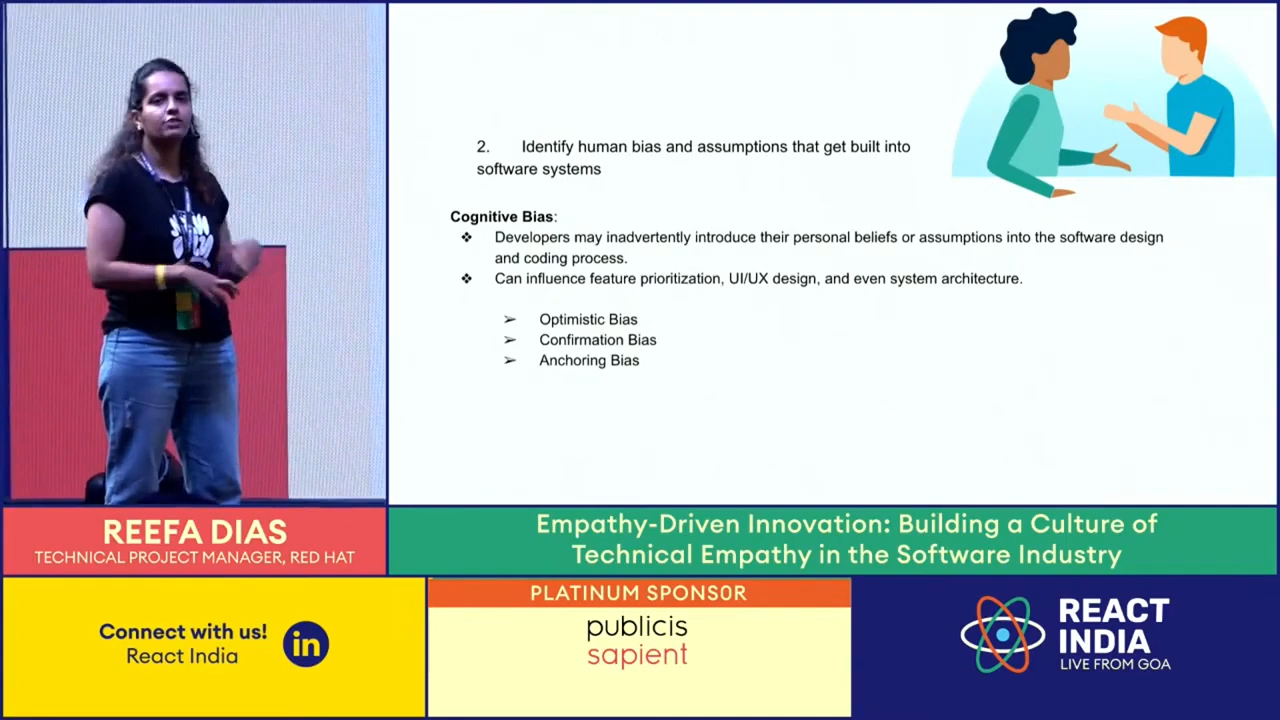 2. Identify human bias and assumptions that get built into
software systems
Cognitive Bias:
❖ Developers may inadvertently introduce their personal beliefs or assumptions into the software design
and coding process.
❖ Can influence feature prioritization, UI/UX design, and even system architecture.
➢ Optimistic Bias
➢ Confirmation Bias
➢ Anchoring Bias
REEFA DIAS
TECHNICAL PROJECT MANAGER, RED HAT
Empathy-Driven Innovation: Building a Culture of
Technical Empathy in the Software Industry
Connect with us!
React India
in
PLATINUM SPONSOR
publicis
sapient
REACT
INDIA
LIVE FROM GOA